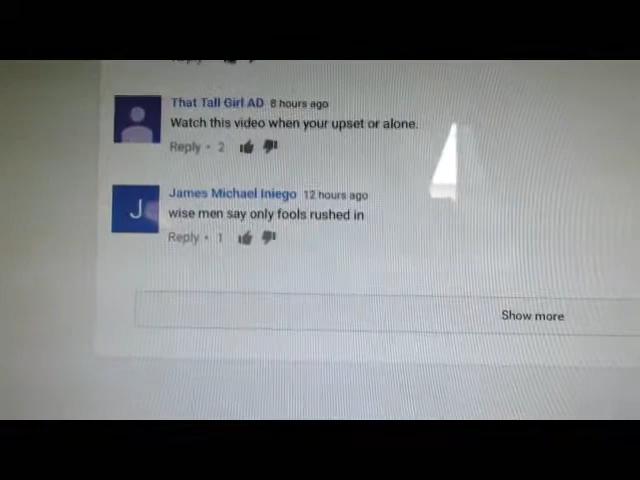 That Tall Girl AD 8 hours ago
Watch this video when your upset or alone.
Reply • 2
J
James Michael Iniego 12 hours ago
wise men say only fools rushed in
Reply • 1
Show more